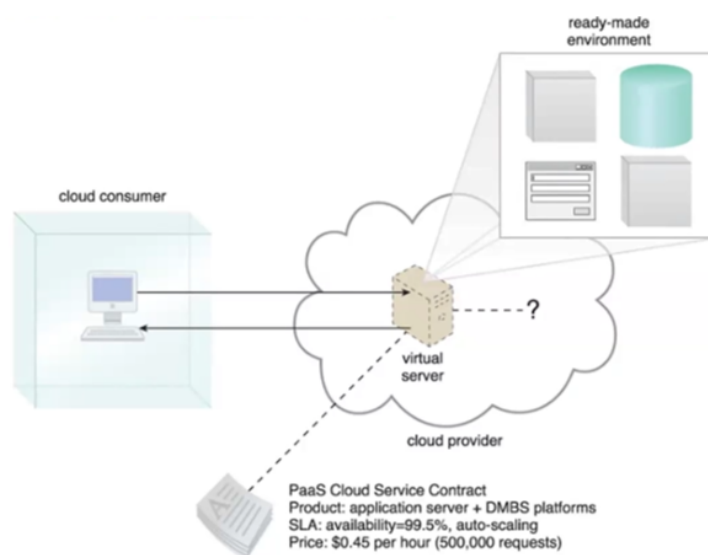 ready-made
environment
cloud consumer
?
virtual
server
cloud provider
PaaS Cloud Service Contract
Product: application server + DMBS platforms
SLA: availability=99.5%, auto-scaling
Price: $0.45 per hour (500,000 requests)
A